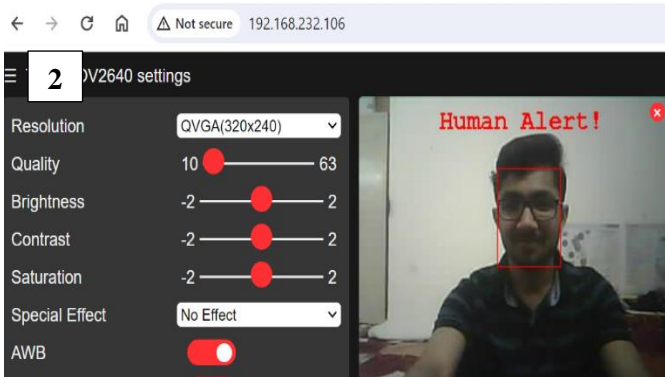 Not secure 192.168.232.106
2 OV2640 settings
Human Alert!
Resolution QVGA(320x240)
Quality 10 63
Brightness -2 2
Contrast -2 2
Saturation -2 2
Special Effect No Effect
AWB